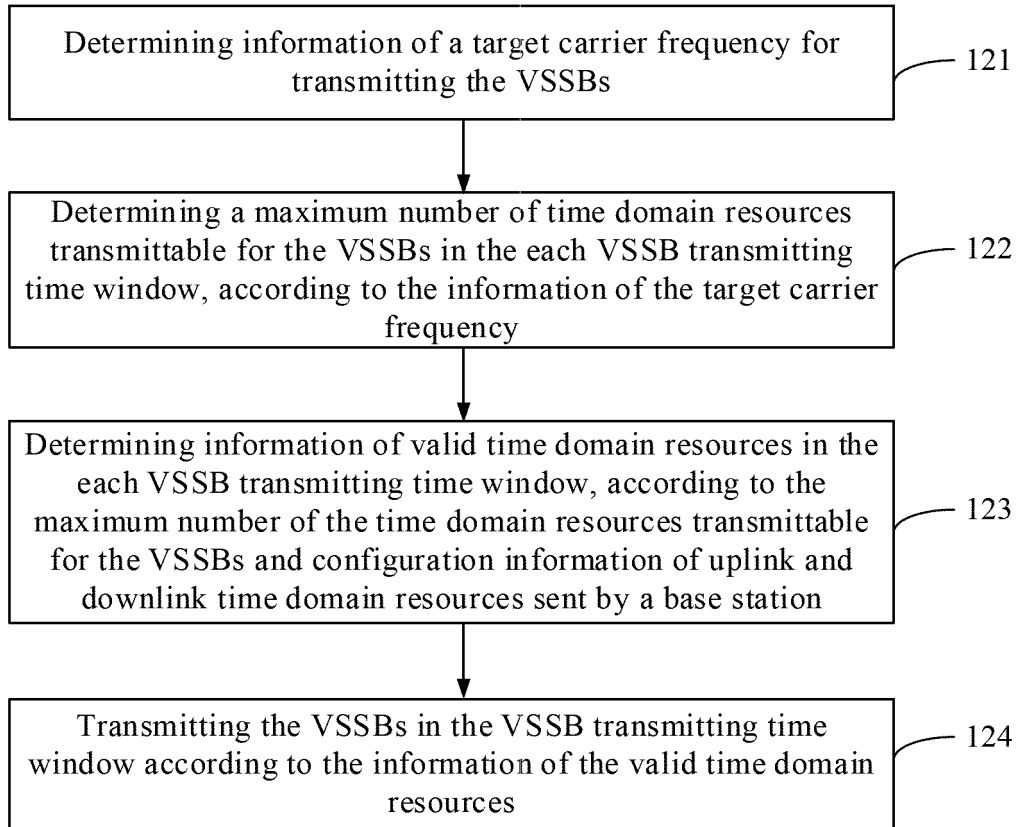 Determining information of a target carrier frequency for
transmitting the VSSBs
121
Determining a maximum number of time domain resources
transmittable for the VSSBs in the each VSSB transmitting
time window, according to the information of the target carrier
frequency
122
Determining information of valid time domain resources in the
each VSSB transmitting time window, according to the
maximum number of the time domain resources transmittable
for the VSSBs and configuration information of uplink and
downlink time domain resources sent by a base station
123
Transmitting the VSSBs in the VSSB transmitting time
window according to the information of the valid time domain
resources
124